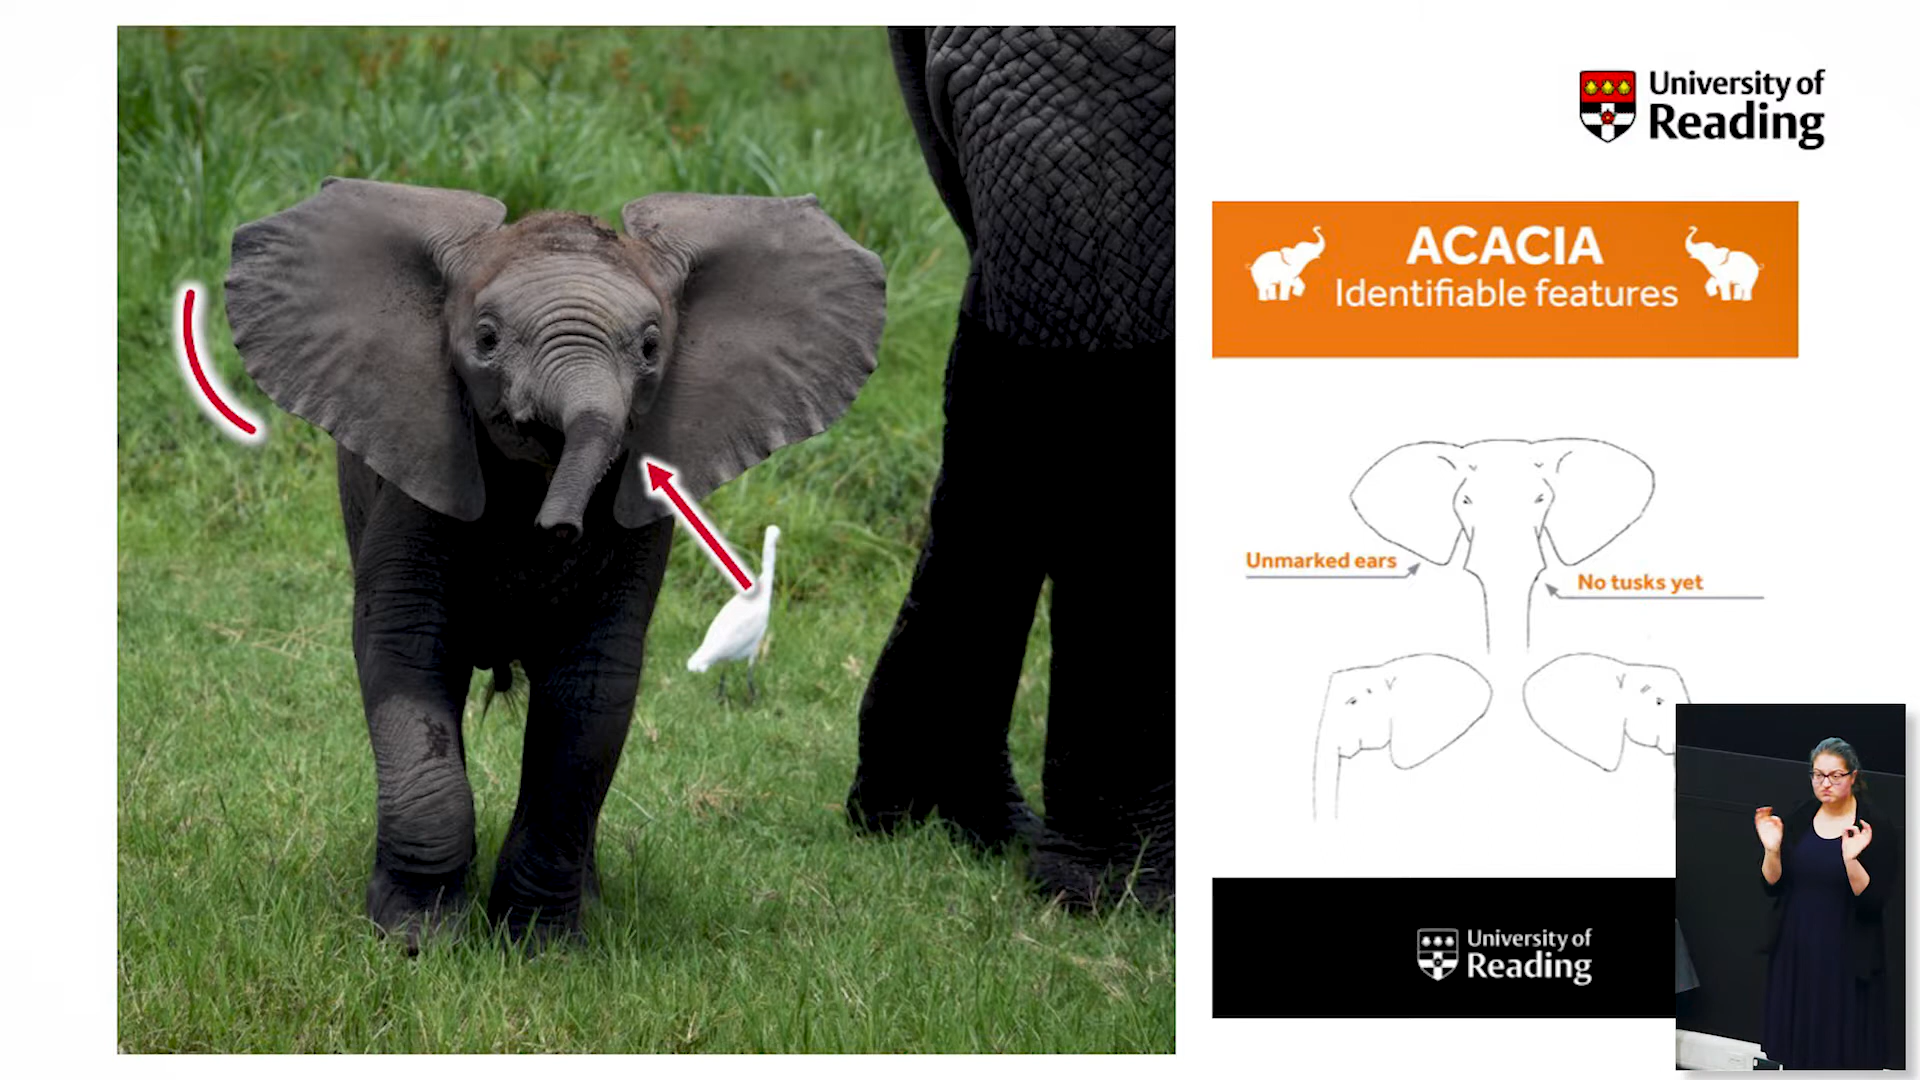 University of
Reading
ACACIA
Identifiable features
Unmarked ears
No tusks yet
University of
Reading